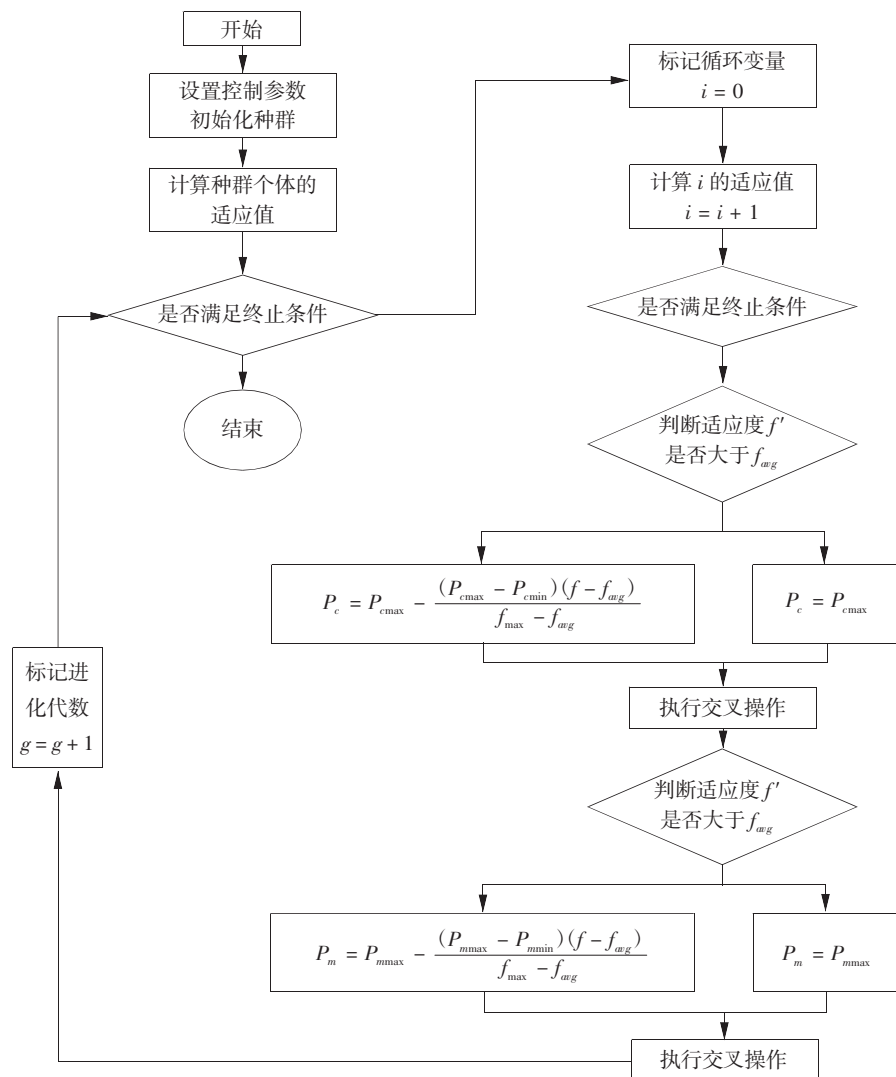 开始
设置控制参数
初始化种群
计算种群个体的
适应值
是否满足终止条件
结束
标记进
化代数
g = g + 1
标记循环变量
i = 0
计算 i 的适应值
i = i + 1
是否满足终止条件
判断适应度 f′
是否大于 f_avg
P_c = P_cmax − (P_cmax − P_cmin)(f − f_avg) / (f_max − f_avg)
P_c = P_cmax
执行交叉操作
判断适应度 f′
是否大于 f_avg
P_m = P_mmax − (P_mmax − P_mmin)(f − f_avg) / (f_max − f_avg)
P_m = P_mmax
执行交叉操作